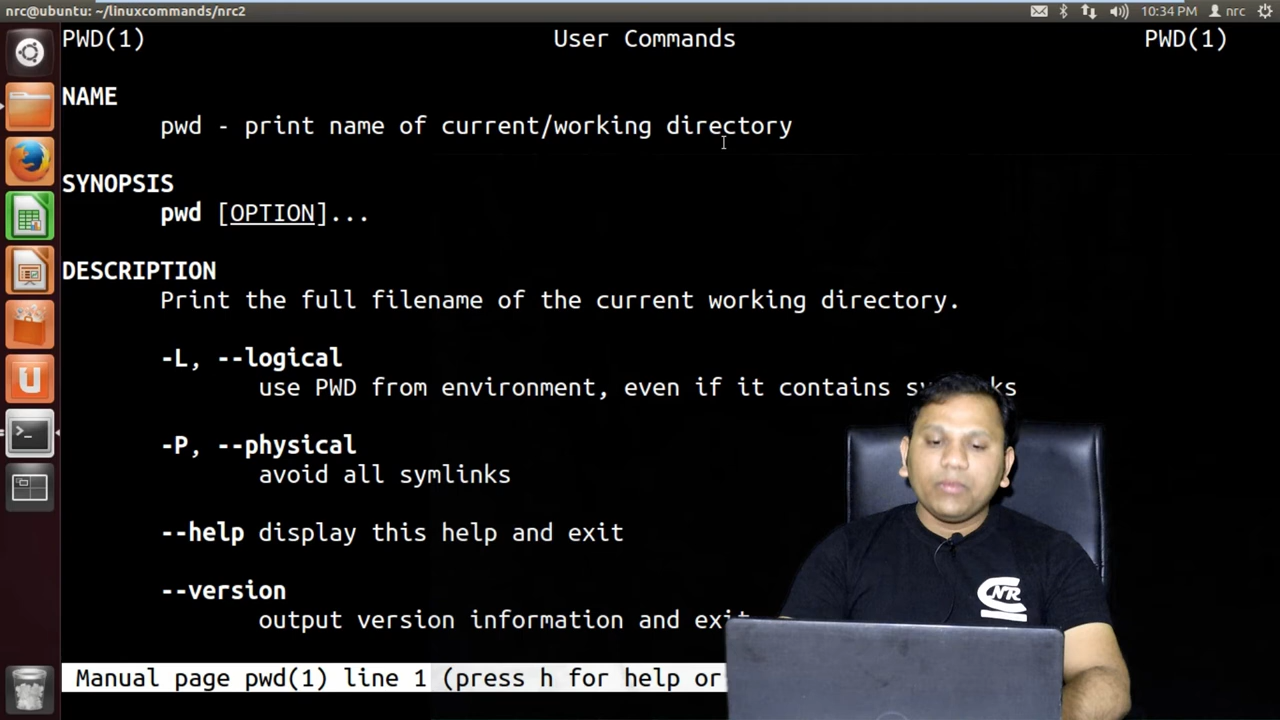 nrc@ubuntu: ~/linuxcommands/nrc2 10:34 PM nrc
PWD(1) User Commands PWD(1)
NAME
pwd - print name of current/working directory
SYNOPSIS
pwd [OPTION]...
DESCRIPTION
Print the full filename of the current working directory.
-L, --logical
use PWD from environment, even if it contains
-P, --physical
avoid all symlinks
--help display this help and exit
--version
output version information and exit
Manual page pwd(1) line 1 (press h for help or
NR